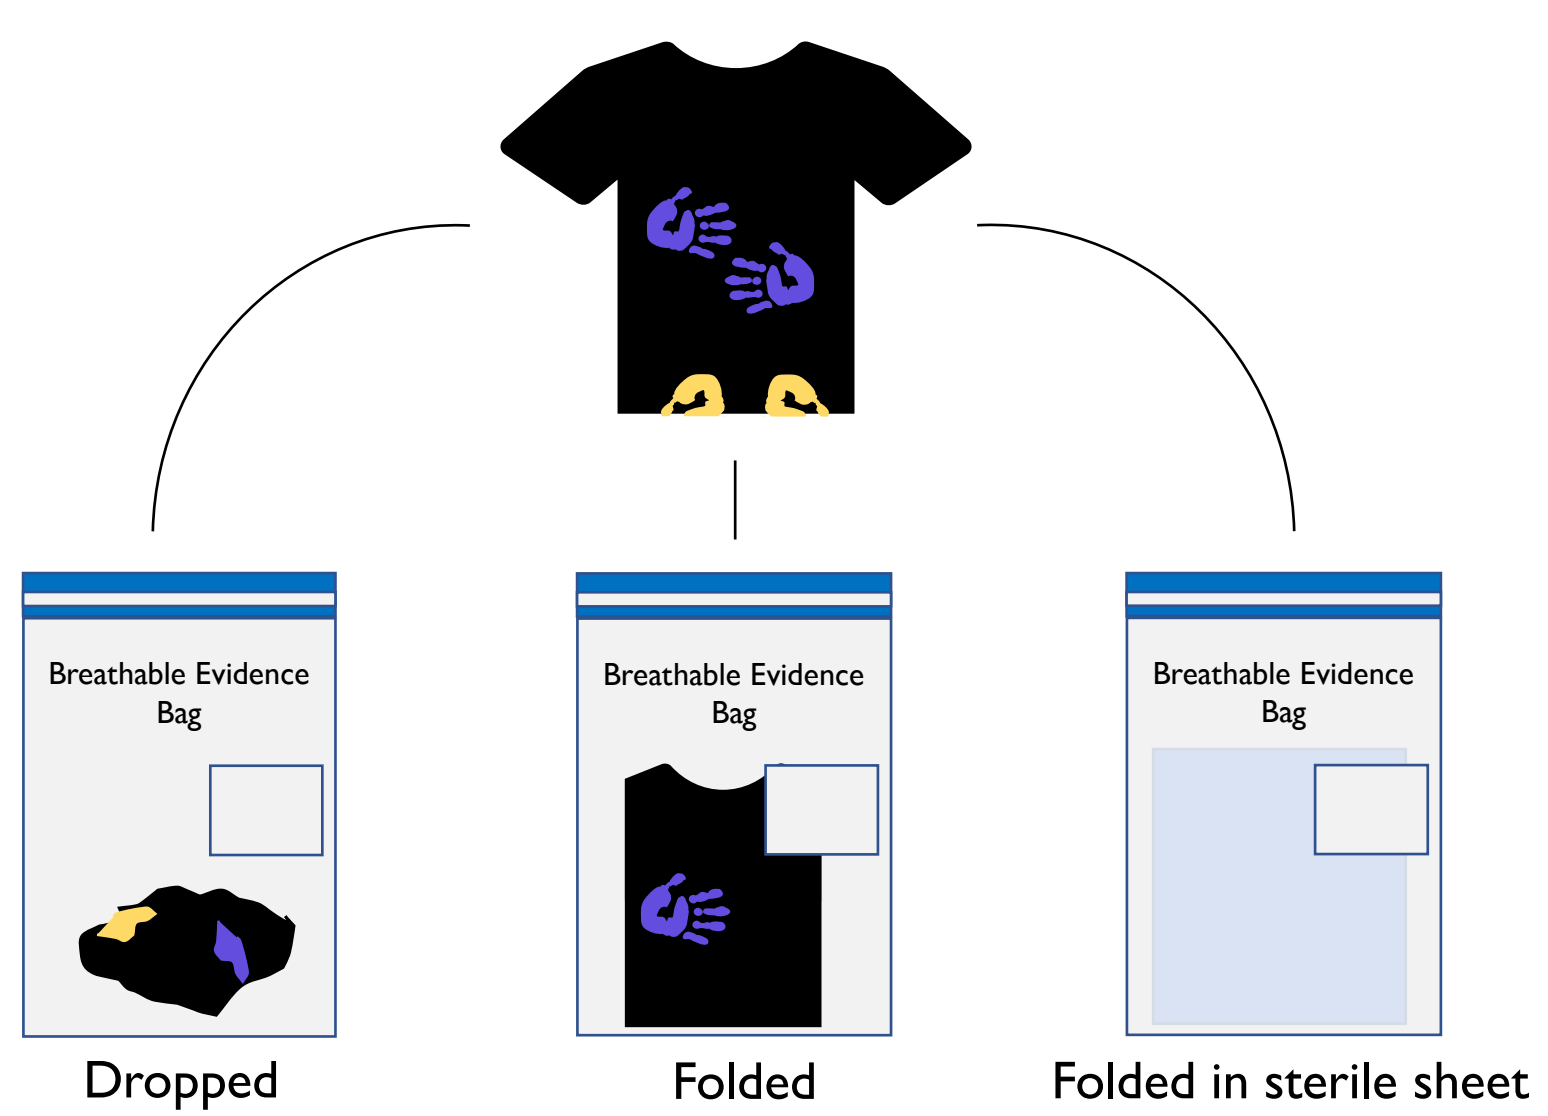 Breathable Evidence
Bag
Breathable Evidence
Bag
Breathable Evidence
Bag
Dropped
Folded
Folded in sterile sheet